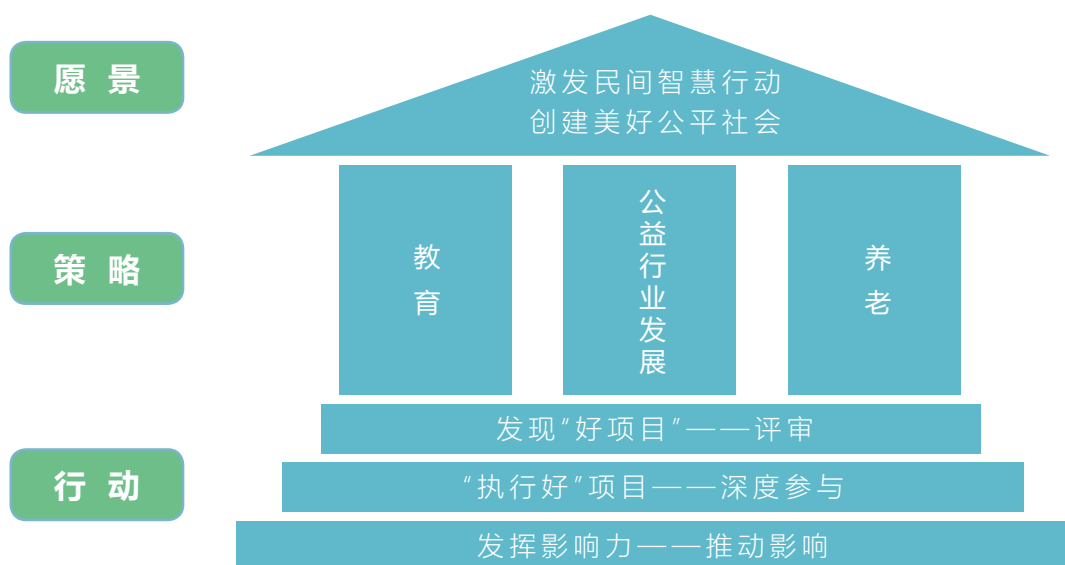 愿景
激发民间智慧行动
创建美好公平社会
策略
教育
公益行业发展
养老
行动
发现“好项目”——评审
“执行好”项目——深度参与
发挥影响力——推动影响